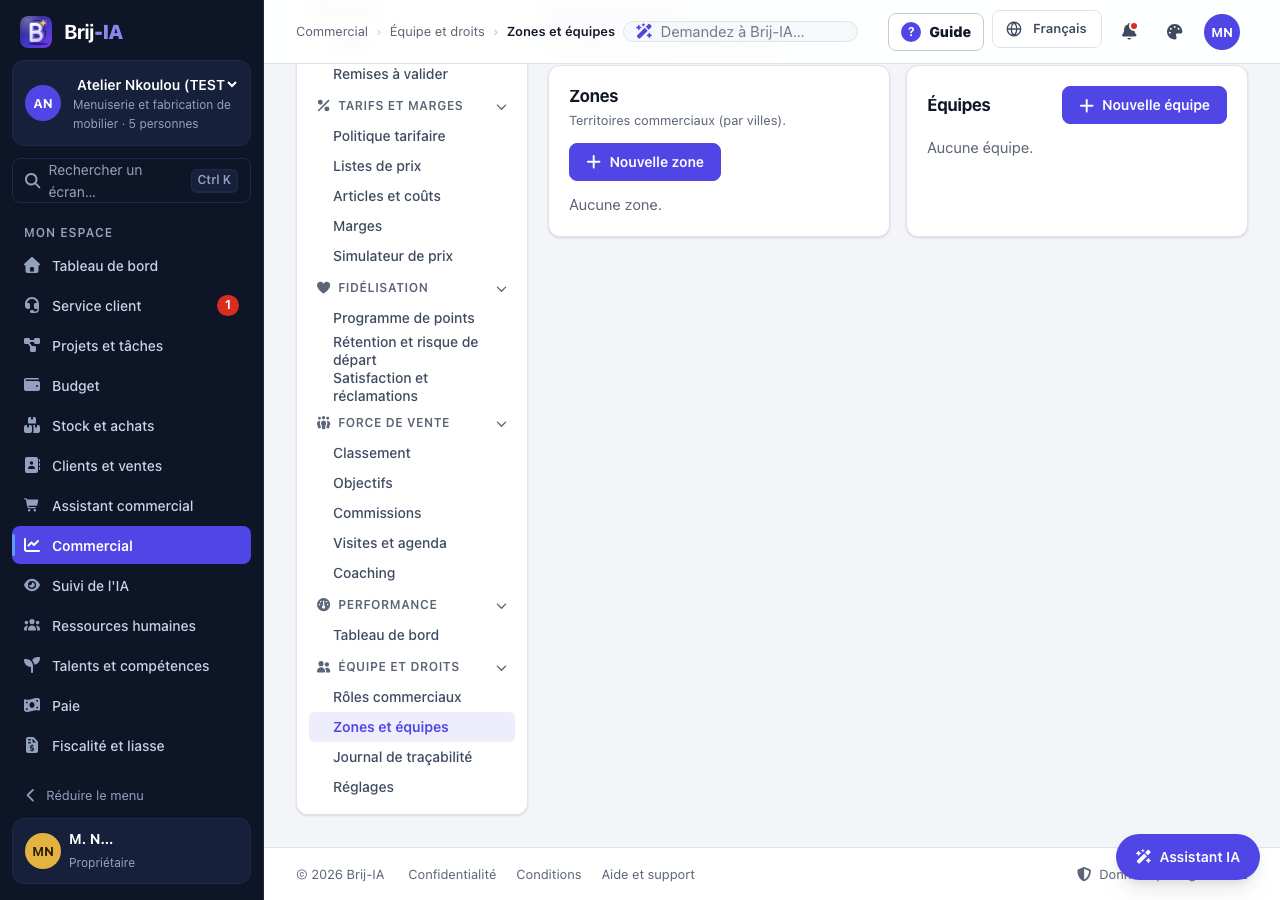 Brij-IA
AN
Atelier Nkoulou (TEST
Menuiserie et fabrication de
mobilier · 5 personnes
Rechercher un
écran...
Ctrl K
MON ESPACE
Tableau de bord
Service client
1
Projets et tâches
Budget
Stock et achats
Clients et ventes
Assistant commercial
Commercial
Suivi de l'IA
Ressources humaines
Talents et compétences
Paie
Fiscalité et liasse
Réduire le menu
MN
M. N...
Propriétaire
Commercial › Équipe et droits › Zones et équipes
Demandez à Brij-IA...
? Guide
Français
MN
Remises à valider
TARIFS ET MARGES
Politique tarifaire
Listes de prix
Articles et coûts
Marges
Simulateur de prix
FIDÉLISATION
Programme de points
Rétention et risque de
départ
Satisfaction et
réclamations
FORCE DE VENTE
Classement
Objectifs
Commissions
Visites et agenda
Coaching
PERFORMANCE
Tableau de bord
ÉQUIPE ET DROITS
Rôles commerciaux
Zones et équipes
Journal de traçabilité
Réglages
Zones
Territoires commerciaux (par villes).
Nouvelle zone
Aucune zone.
Équipes
Nouvelle équipe
Aucune équipe.
© 2026 Brij-IA
Confidentialité
Conditions
Aide et support
Assistant IA